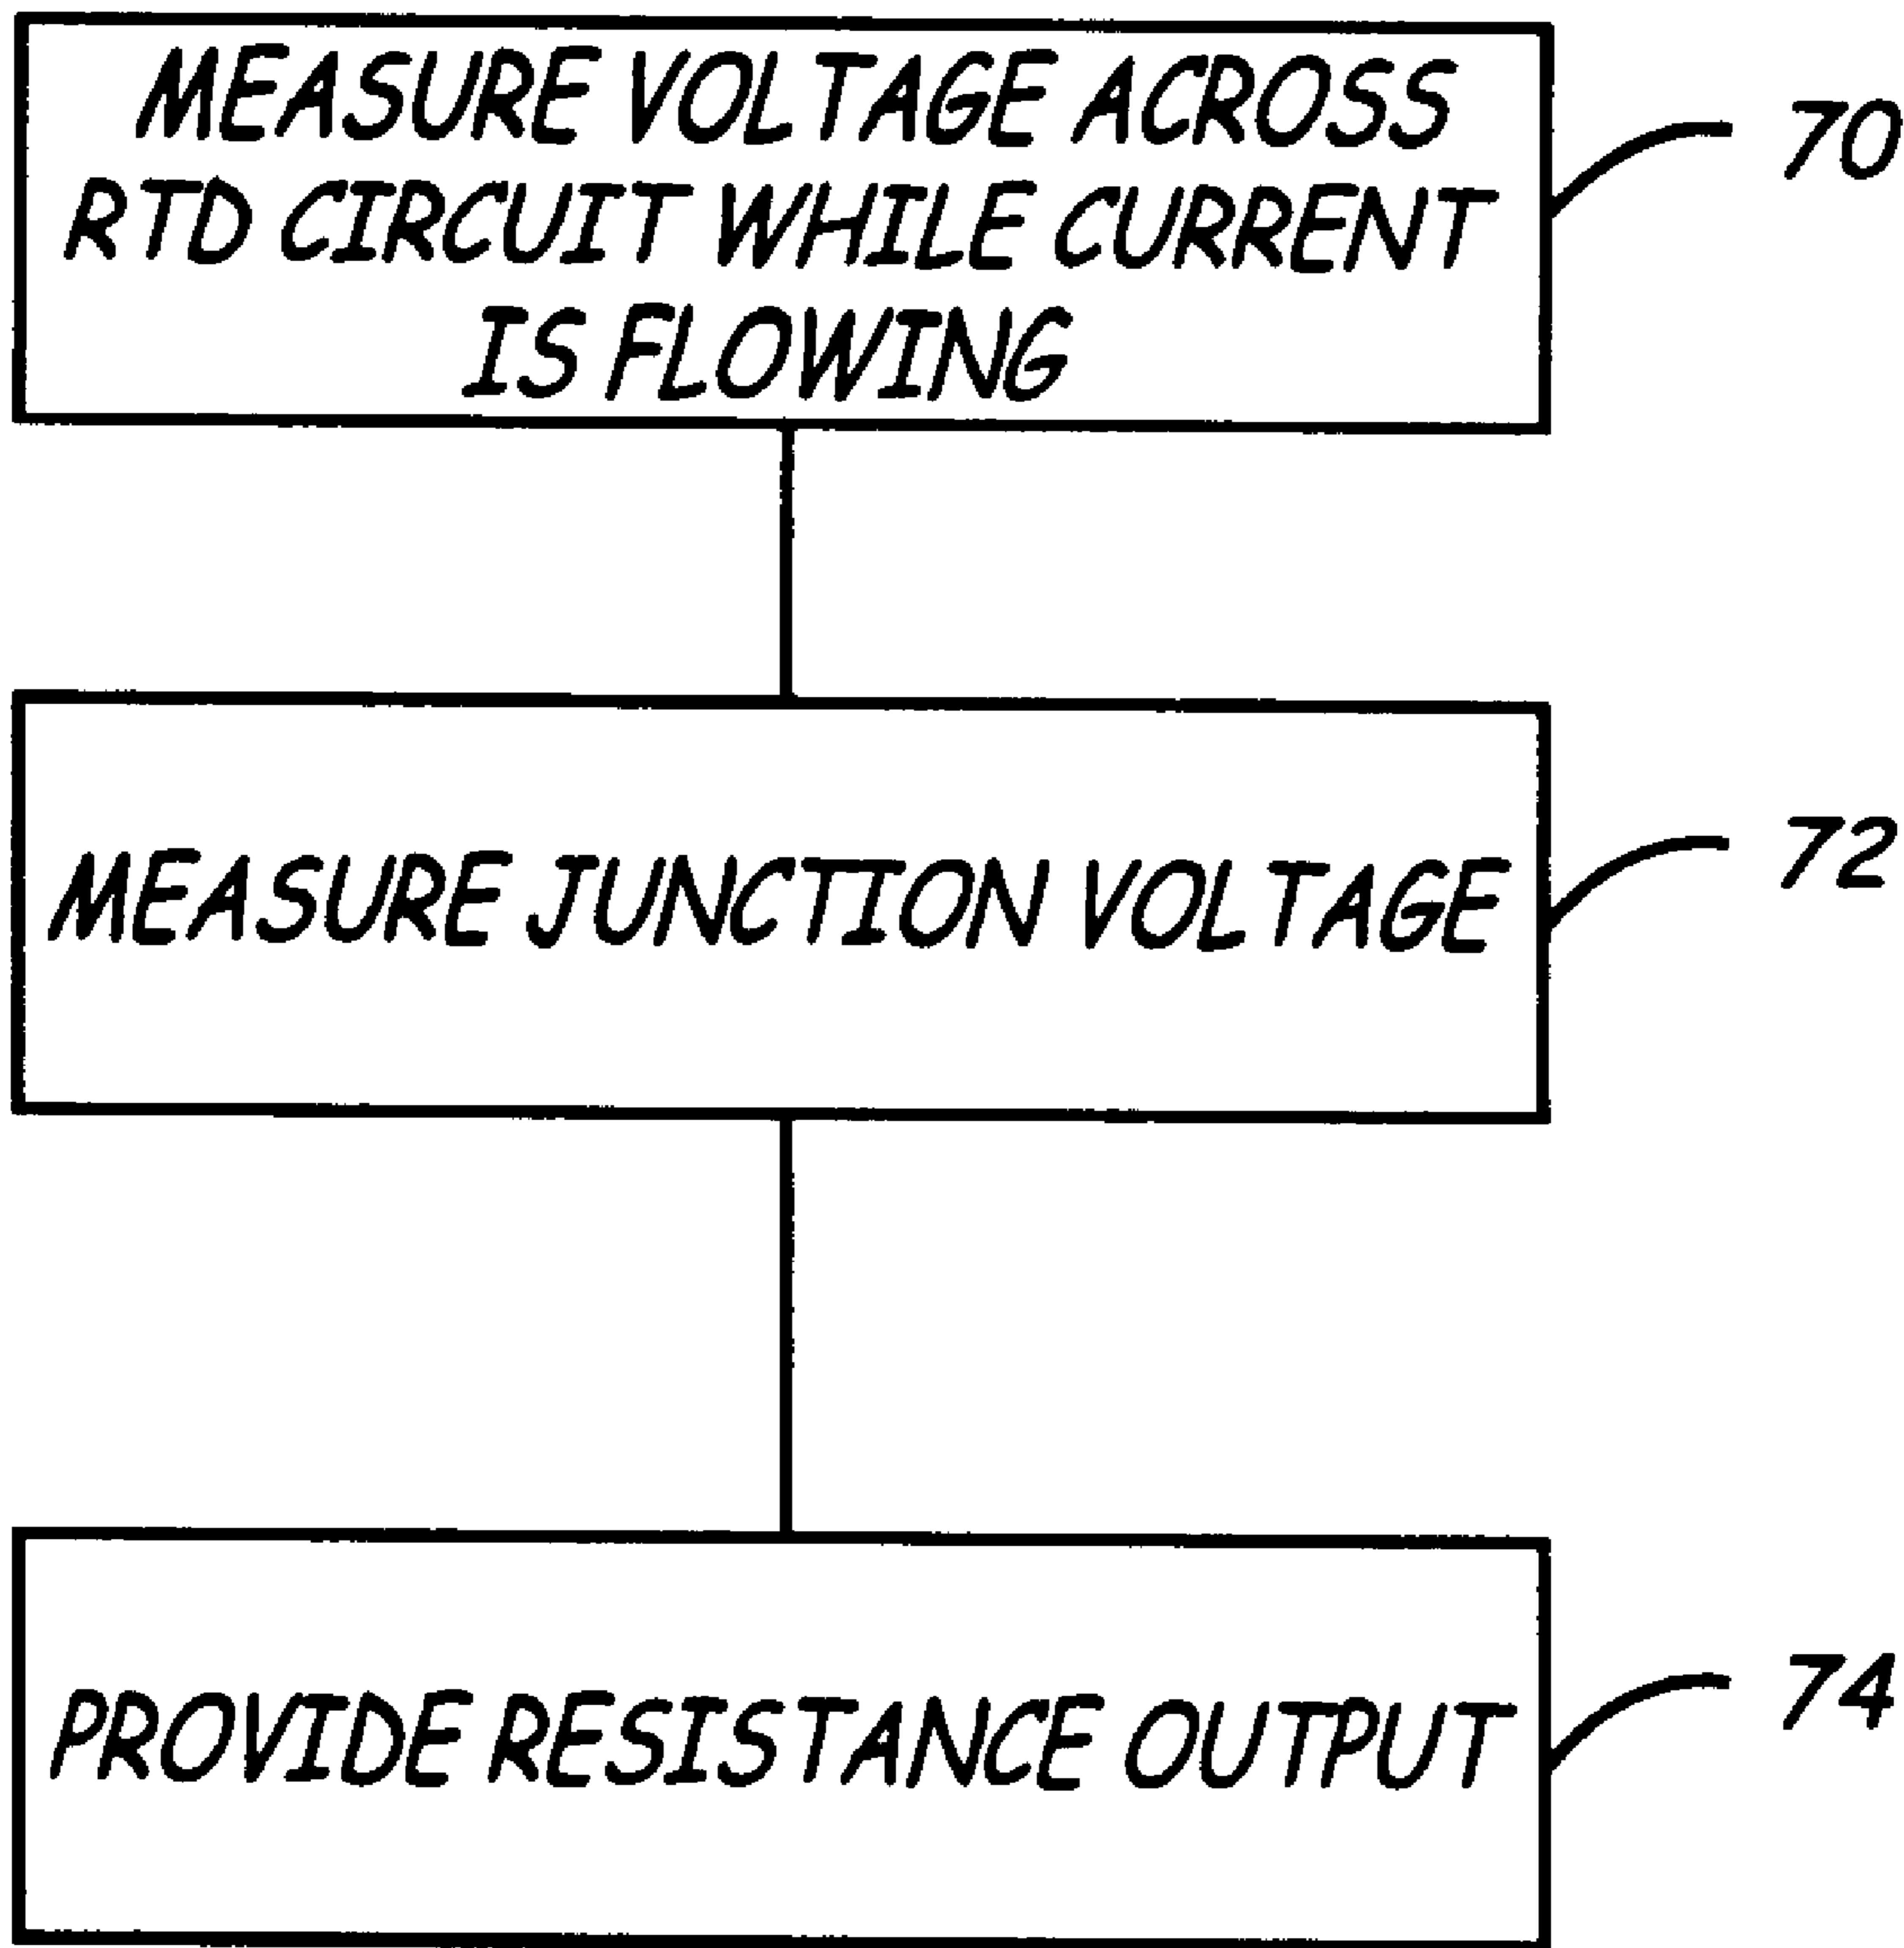 MEASURE VOLTAGE ACROSS
RTD CIRCUIT WHILE CURRENT
IS FLOWING
70
MEASURE JUNCTION VOLTAGE
72
PROVIDE RESISTANCE OUTPUT
74